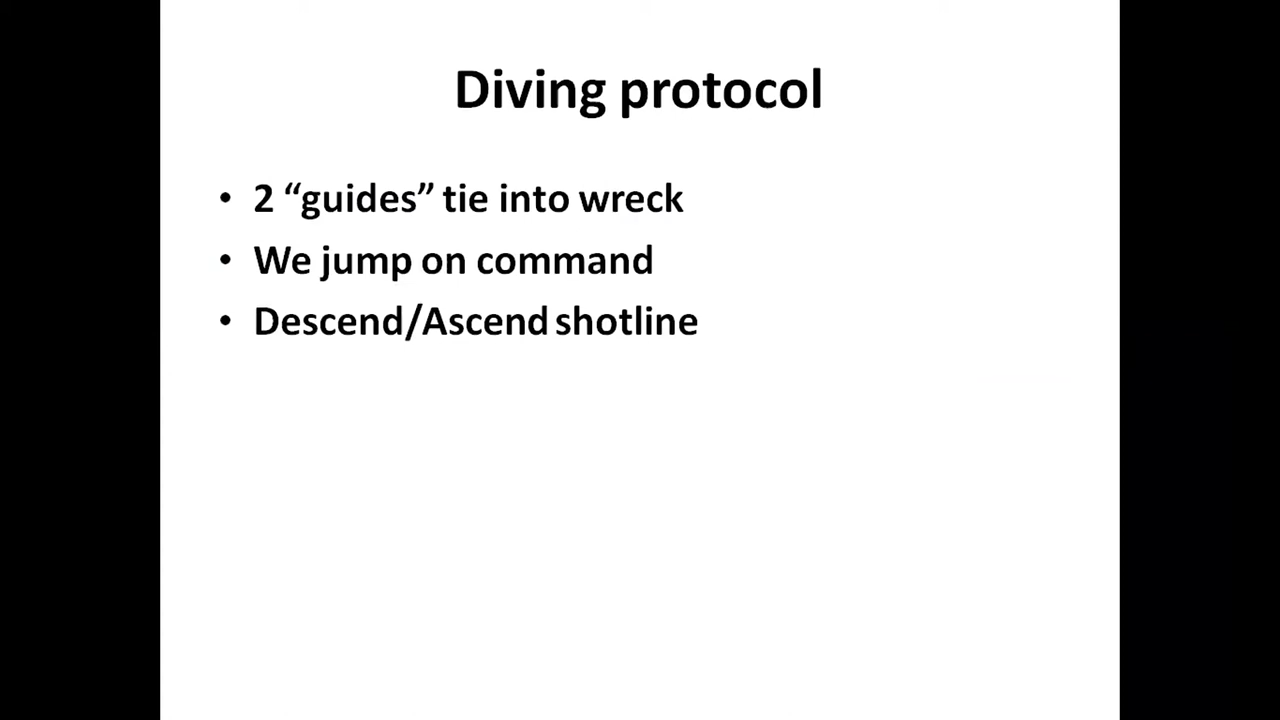 Diving protocol
• 2 “guides” tie into wreck
• We jump on command
• Descend/Ascend shotline